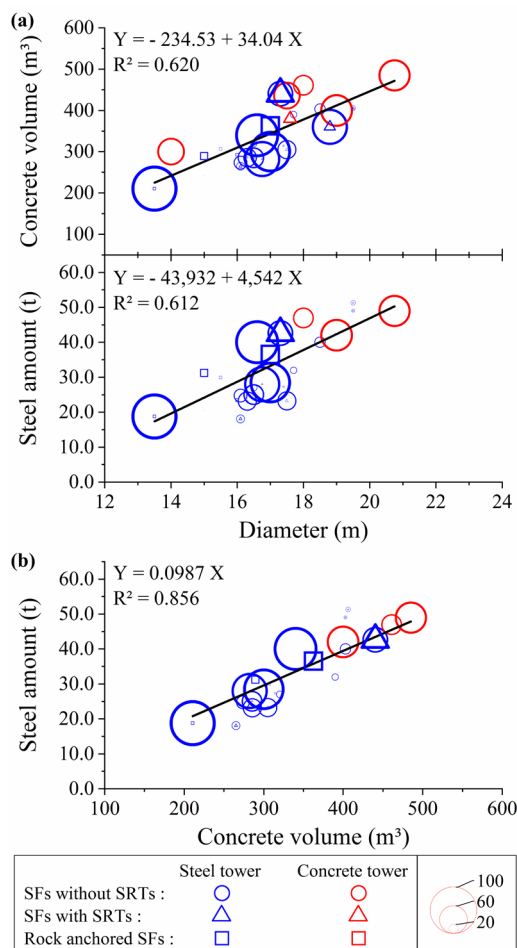 (a)
Y = - 234.53 + 34.04 X
R² = 0.620
Concrete volume (m³)
600
500
400
300
200
100
Y = - 43,932 + 4,542 X
R² = 0.612
Steel amount (t)
60.0
50.0
40.0
30.0
20.0
10.0
0.0
12 14 16 18 20 22 24
Diameter (m)
(b)
Y = 0.0987 X
R² = 0.856
Steel amount (t)
60.0
50.0
40.0
30.0
20.0
10.0
0.0
100 200 300 400 500 600
Concrete volume (m³)
Steel tower Concrete tower
SFs without SRTs :
SFs with SRTs :
Rock anchored SFs :
100
60
20